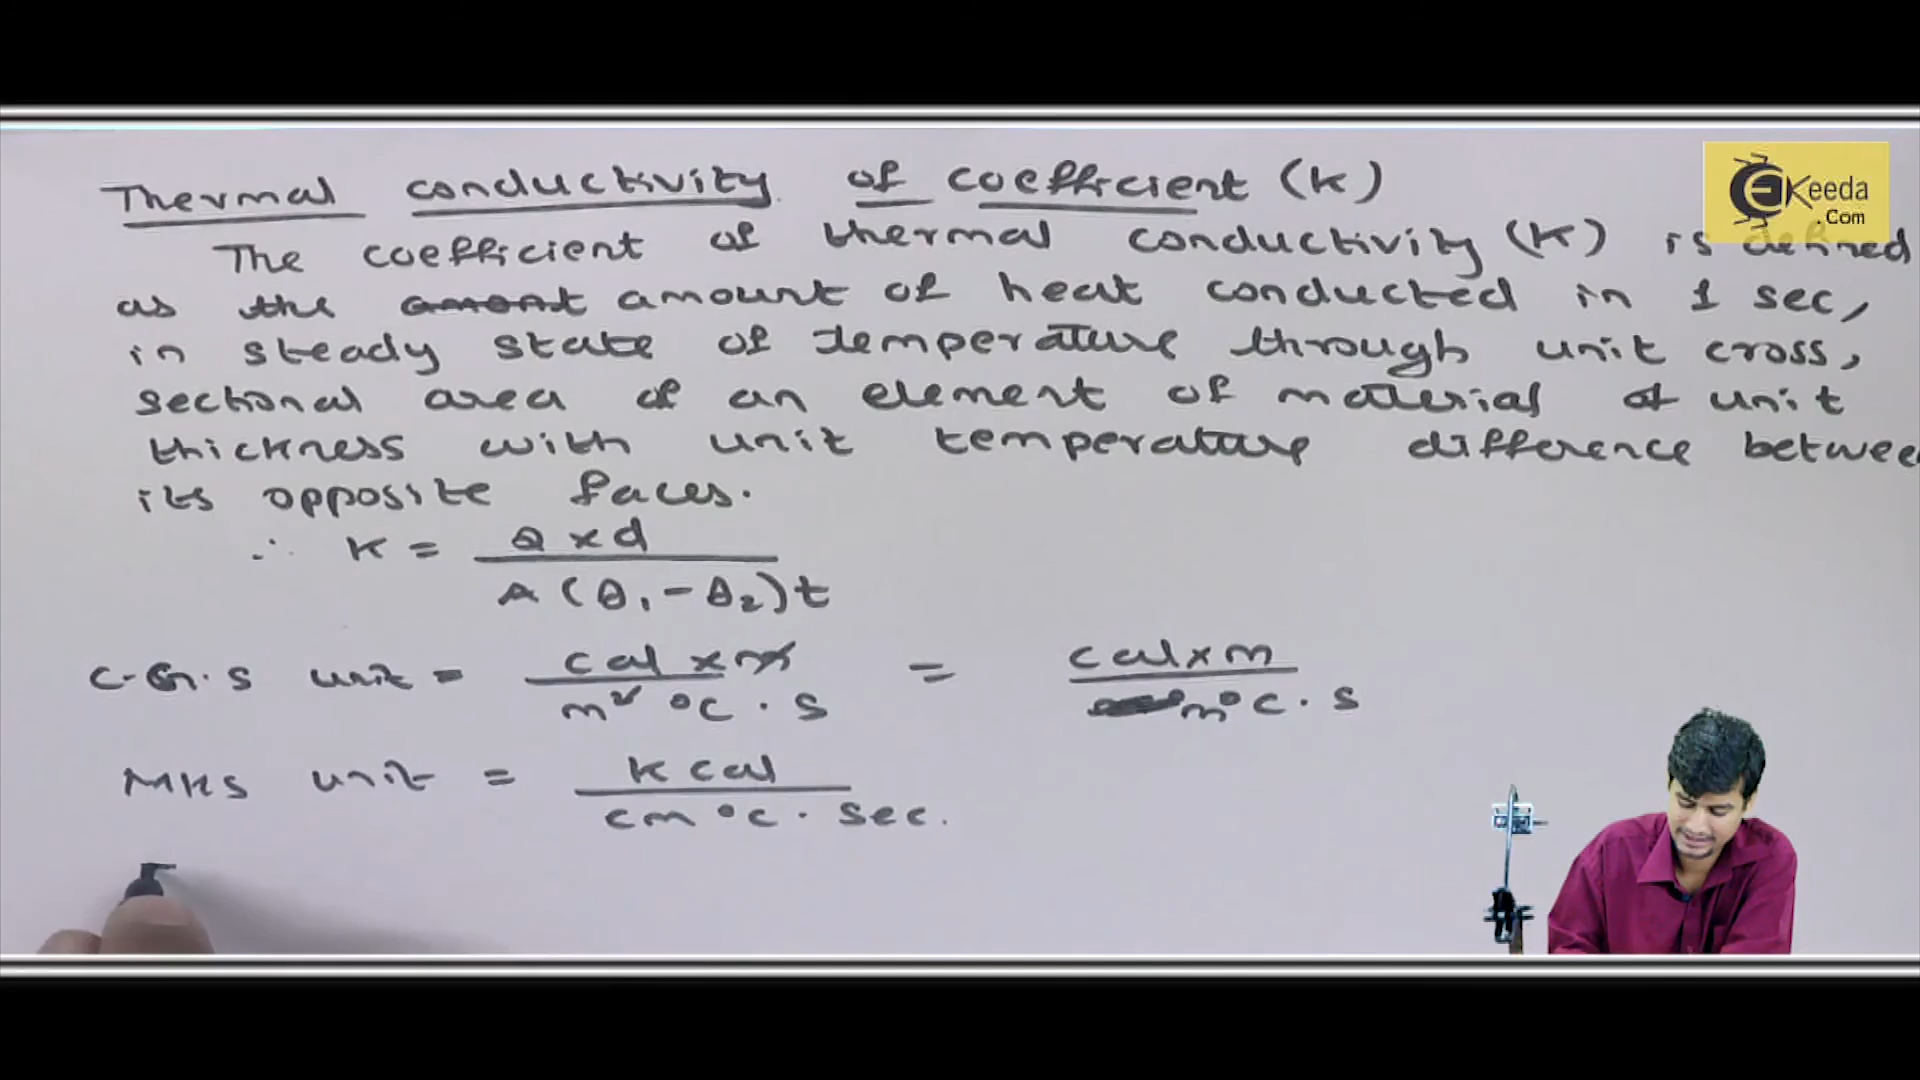 Thermal conductivity of coefficient (K)
The coefficient of thermal conductivity (K) is defined
as the amont amount of heat conducted in 1 sec,
in steady state of temperature through unit cross,
sectional area of an element of material of unit
thickness with unit temperature difference betwee
its opposite faces.
∴ K = Q x d / A (θ₁ - θ₂) t
C.G.S unit = cal x m / m² °C . S = cal x m / m °C . S
MKS unit = K cal / cm °C . sec.
EKeeda
.Com